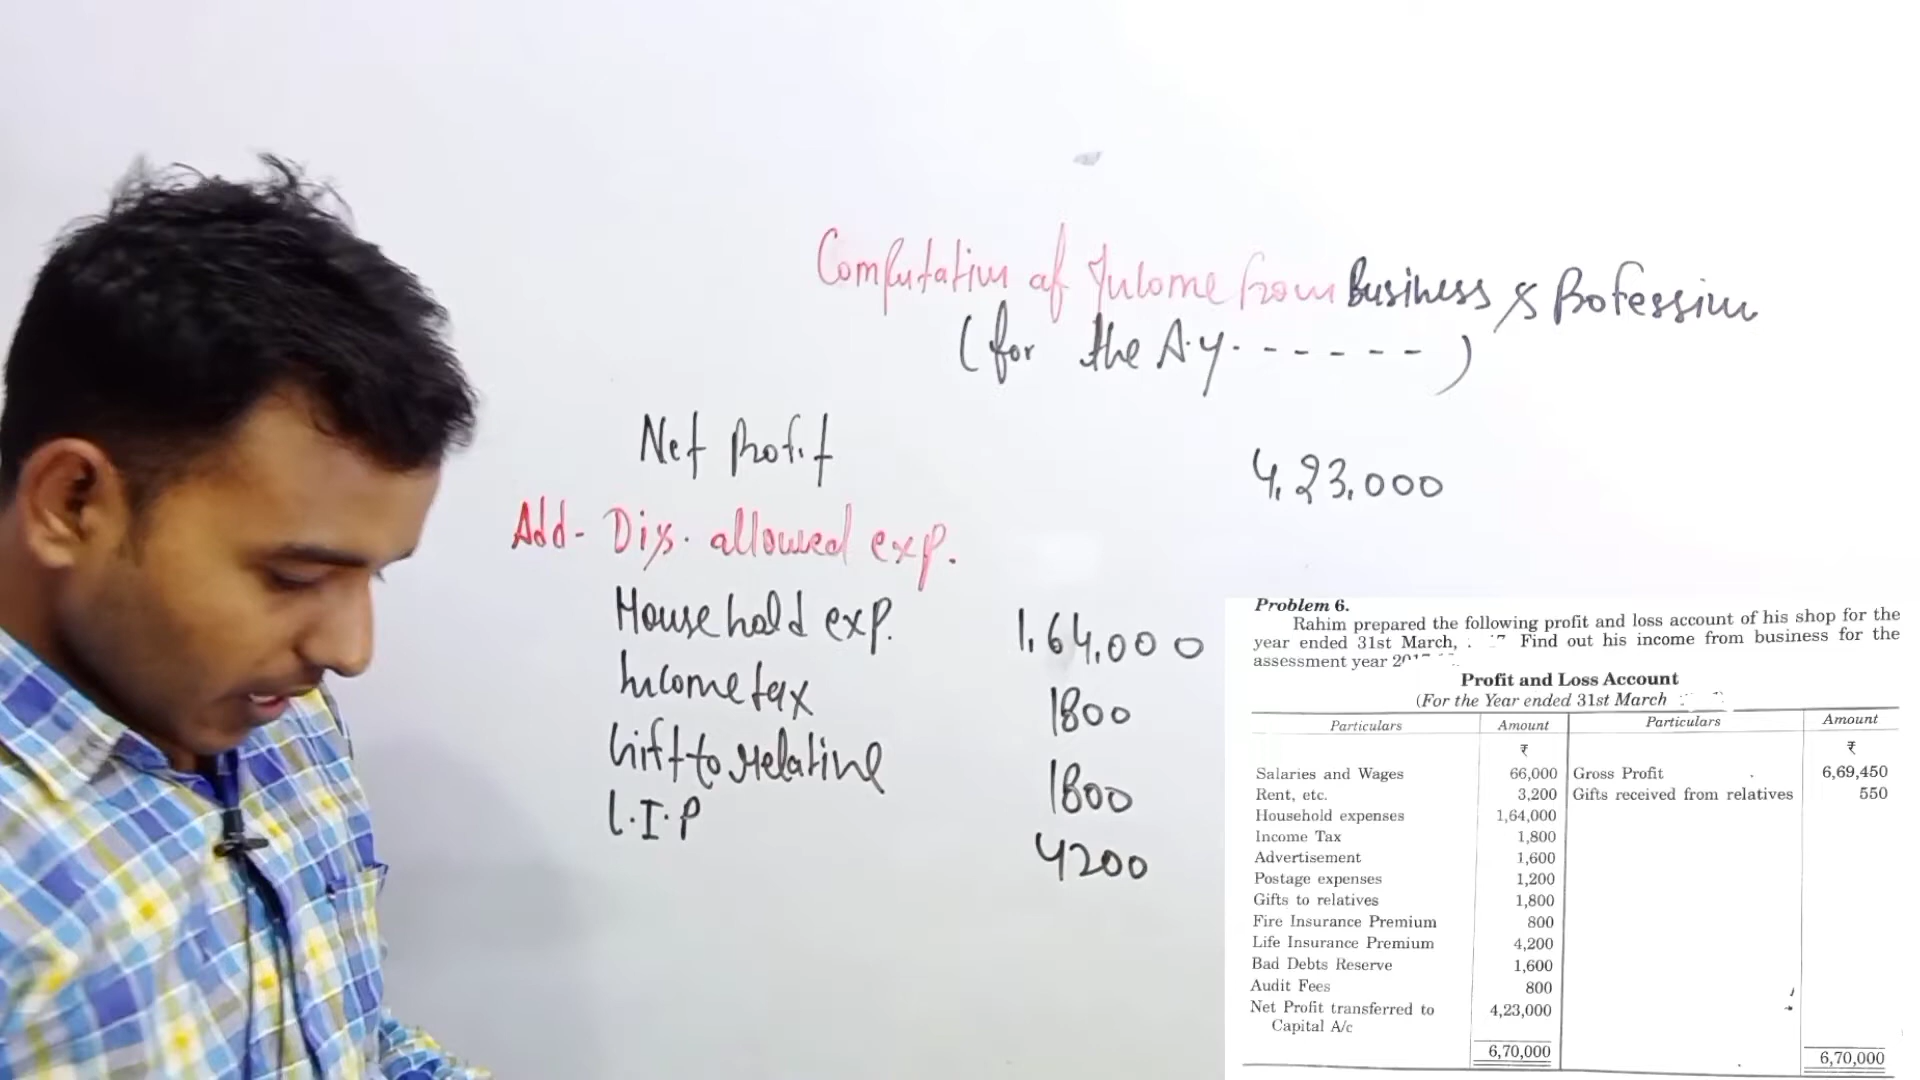 Computation of Income from Business & Profession
(for the A.Y. ------)
Net Profit 4,23,000
Add- Dis. allowed exp.
House hold exp. 1,64,000
Income tax 1800
Gift to relative 1800
L.I.P 4200
Problem 6.
Rahim prepared the following profit and loss account of his shop for the
year ended 31st March, Find out his income from business for the
assessment year
Profit and Loss Account
(For the Year ended 31st March
Particulars Amount Particulars Amount
₹ ₹
Salaries and Wages 66,000 Gross Profit 6,69,450
Rent, etc. 3,200 Gifts received from relatives 550
Household expenses 1,64,000
Income Tax 1,800
Advertisement 1,600
Postage expenses 1,200
Gifts to relatives 1,800
Fire Insurance Premium 800
Life Insurance Premium 4,200
Bad Debts Reserve 1,600
Audit Fees 800
Net Profit transferred to 4,23,000
Capital A/c
6,70,000 6,70,000